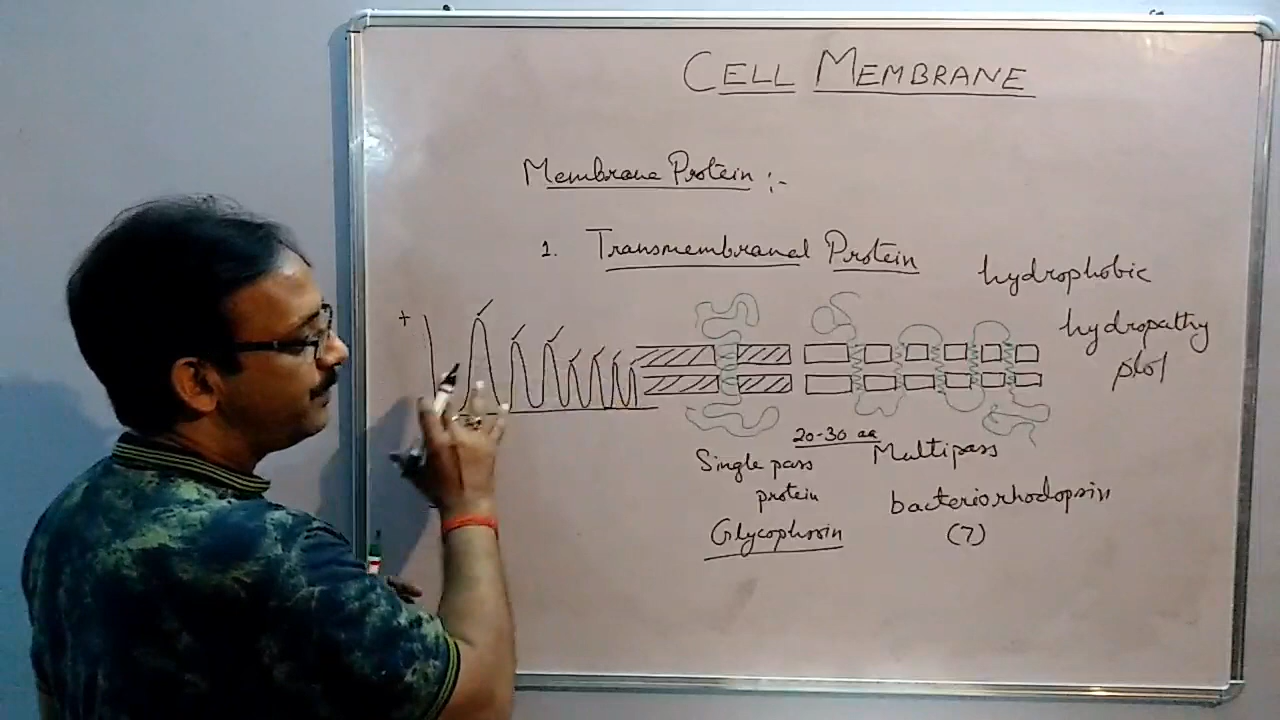 CELL MEMBRANE
Membrane Protein :-
1. Transmembranal Protein
hydrophobic
hydropathy
plot
+
20-30 aa
Single pass
protein
Glycophorin
Multipass
bacteriorhodopsin
(7)